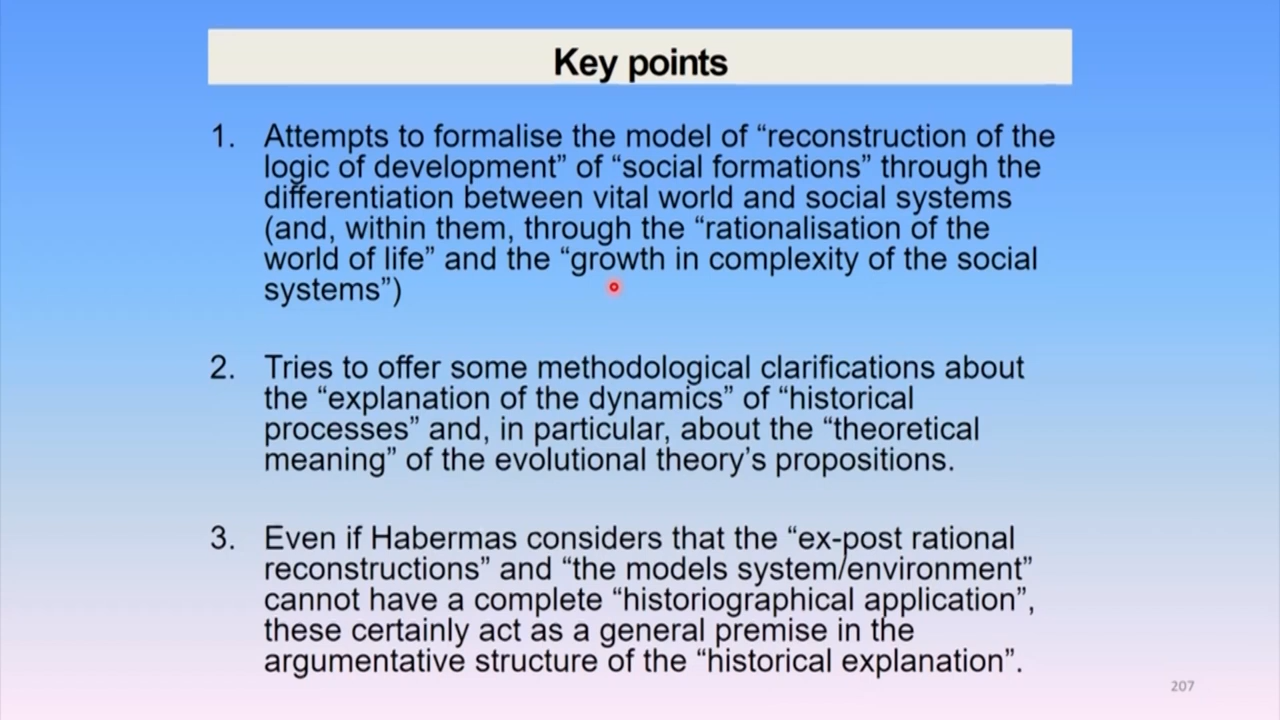 Key points
1. Attempts to formalise the model of “reconstruction of the
logic of development” of “social formations” through the
differentiation between vital world and social systems
(and, within them, through the “rationalisation of the
world of life” and the “growth in complexity of the social
systems”)
2. Tries to offer some methodological clarifications about
the “explanation of the dynamics” of “historical
processes” and, in particular, about the “theoretical
meaning” of the evolutional theory’s propositions.
3. Even if Habermas considers that the “ex-post rational
reconstructions” and “the models system/environment”
cannot have a complete “historiographical application”,
these certainly act as a general premise in the
argumentative structure of the “historical explanation”.
207